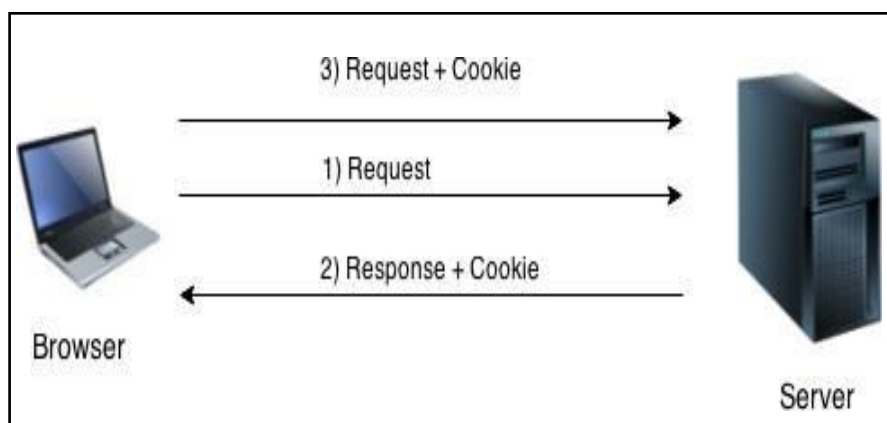 3) Request + Cookie
1) Request
2) Response + Cookie
Browser
Server